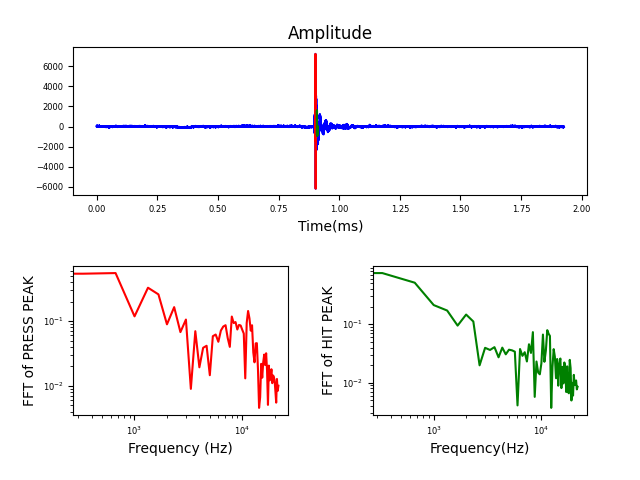 Amplitude
6000
4000
2000
0
−2000
−4000
−6000
0.00 0.25 0.50 0.75 1.00 1.25 1.50 1.75 2.00
Time(ms)
FFT of PRESS PEAK
10⁻¹
10⁻²
10³ 10⁴
Frequency (Hz)
FFT of HIT PEAK
10⁻¹
10⁻²
10³ 10⁴
Frequency(Hz)